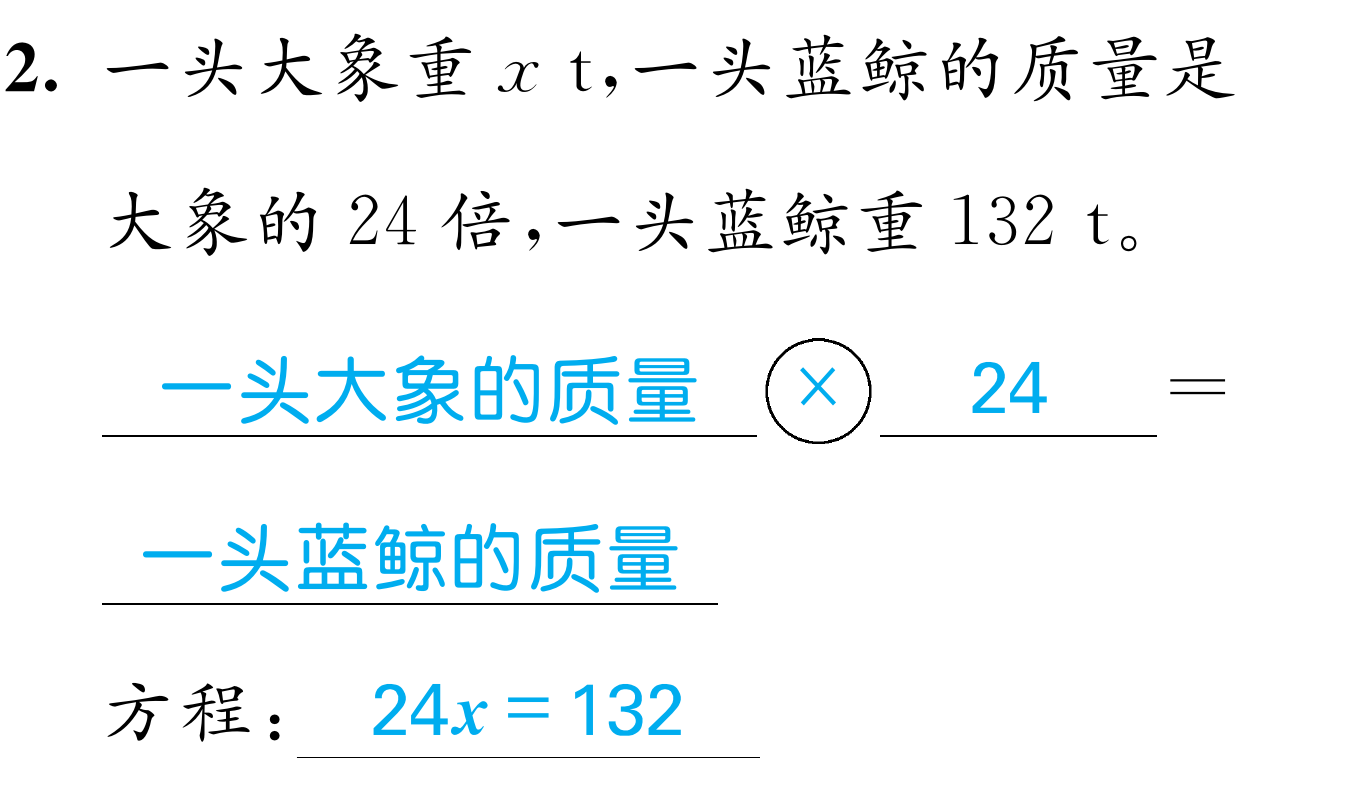 2. 一头大象重 x t,一头蓝鲸的质量是
大象的 24 倍,一头蓝鲸重 132 t。
一头大象的质量 × 24 =
一头蓝鲸的质量
方程: 24x = 132